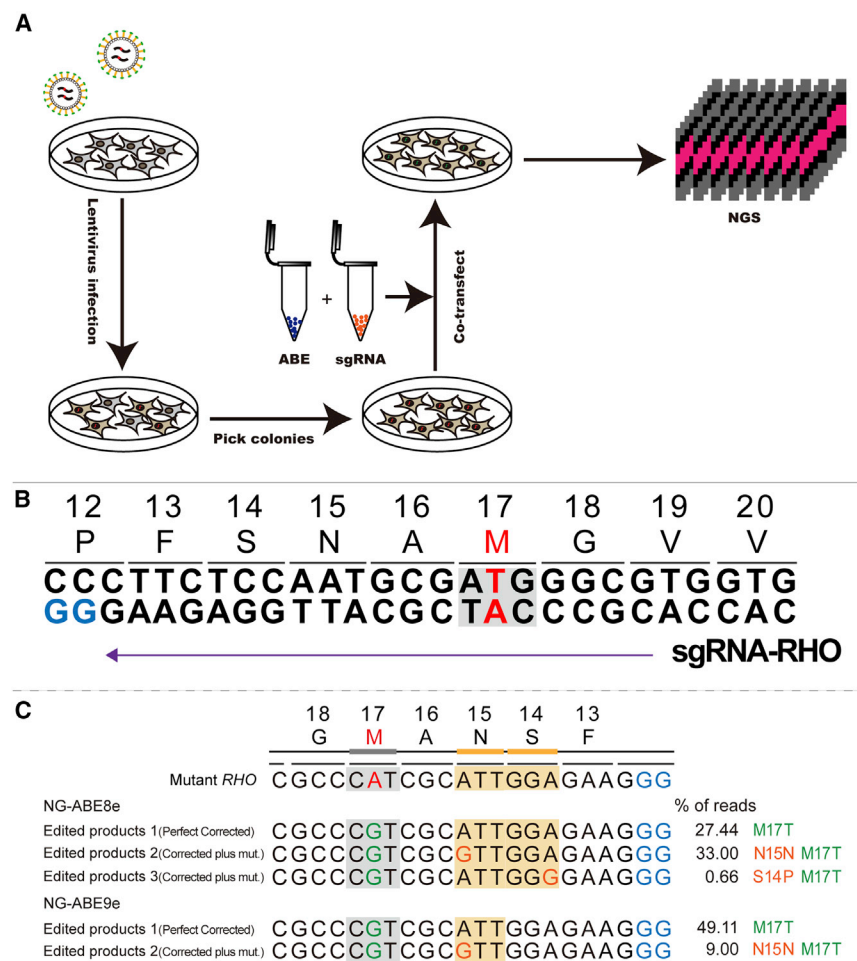 A
Lentivirus infection
Pick colonies
ABE
+
sgRNA
Co-transfect
NGS
B
12 13 14 15 16 17 18 19 20
P F S N A M G V V
CCCTTCTCCAATGCGATGGGCGTGGTG
GGGAAGAGGTTACGCTACCCGCACCAC
sgRNA-RHO
C
18 17 16 15 14 13
G M A N S F
Mutant RHO CGCCCATCGCATTGGAGAAGGG
NG-ABE8e % of reads
Edited products 1(Perfect Corrected) CGCCCGTCGCATTGGAGAAGGG 27.44 M17T
Edited products 2(Corrected plus mut.) CGCCCGTCGCGTTGGAGAAGGG 33.00 N15N M17T
Edited products 3(Corrected plus mut.) CGCCCGTCGCATTGGGGAAGGG 0.66 S14P M17T
NG-ABE9e
Edited products 1(Perfect Corrected) CGCCCGTCGCATTGGAGAAGGG 49.11 M17T
Edited products 2(Corrected plus mut.) CGCCCGTCGCGTTGGAGAAGGG 9.00 N15N M17T